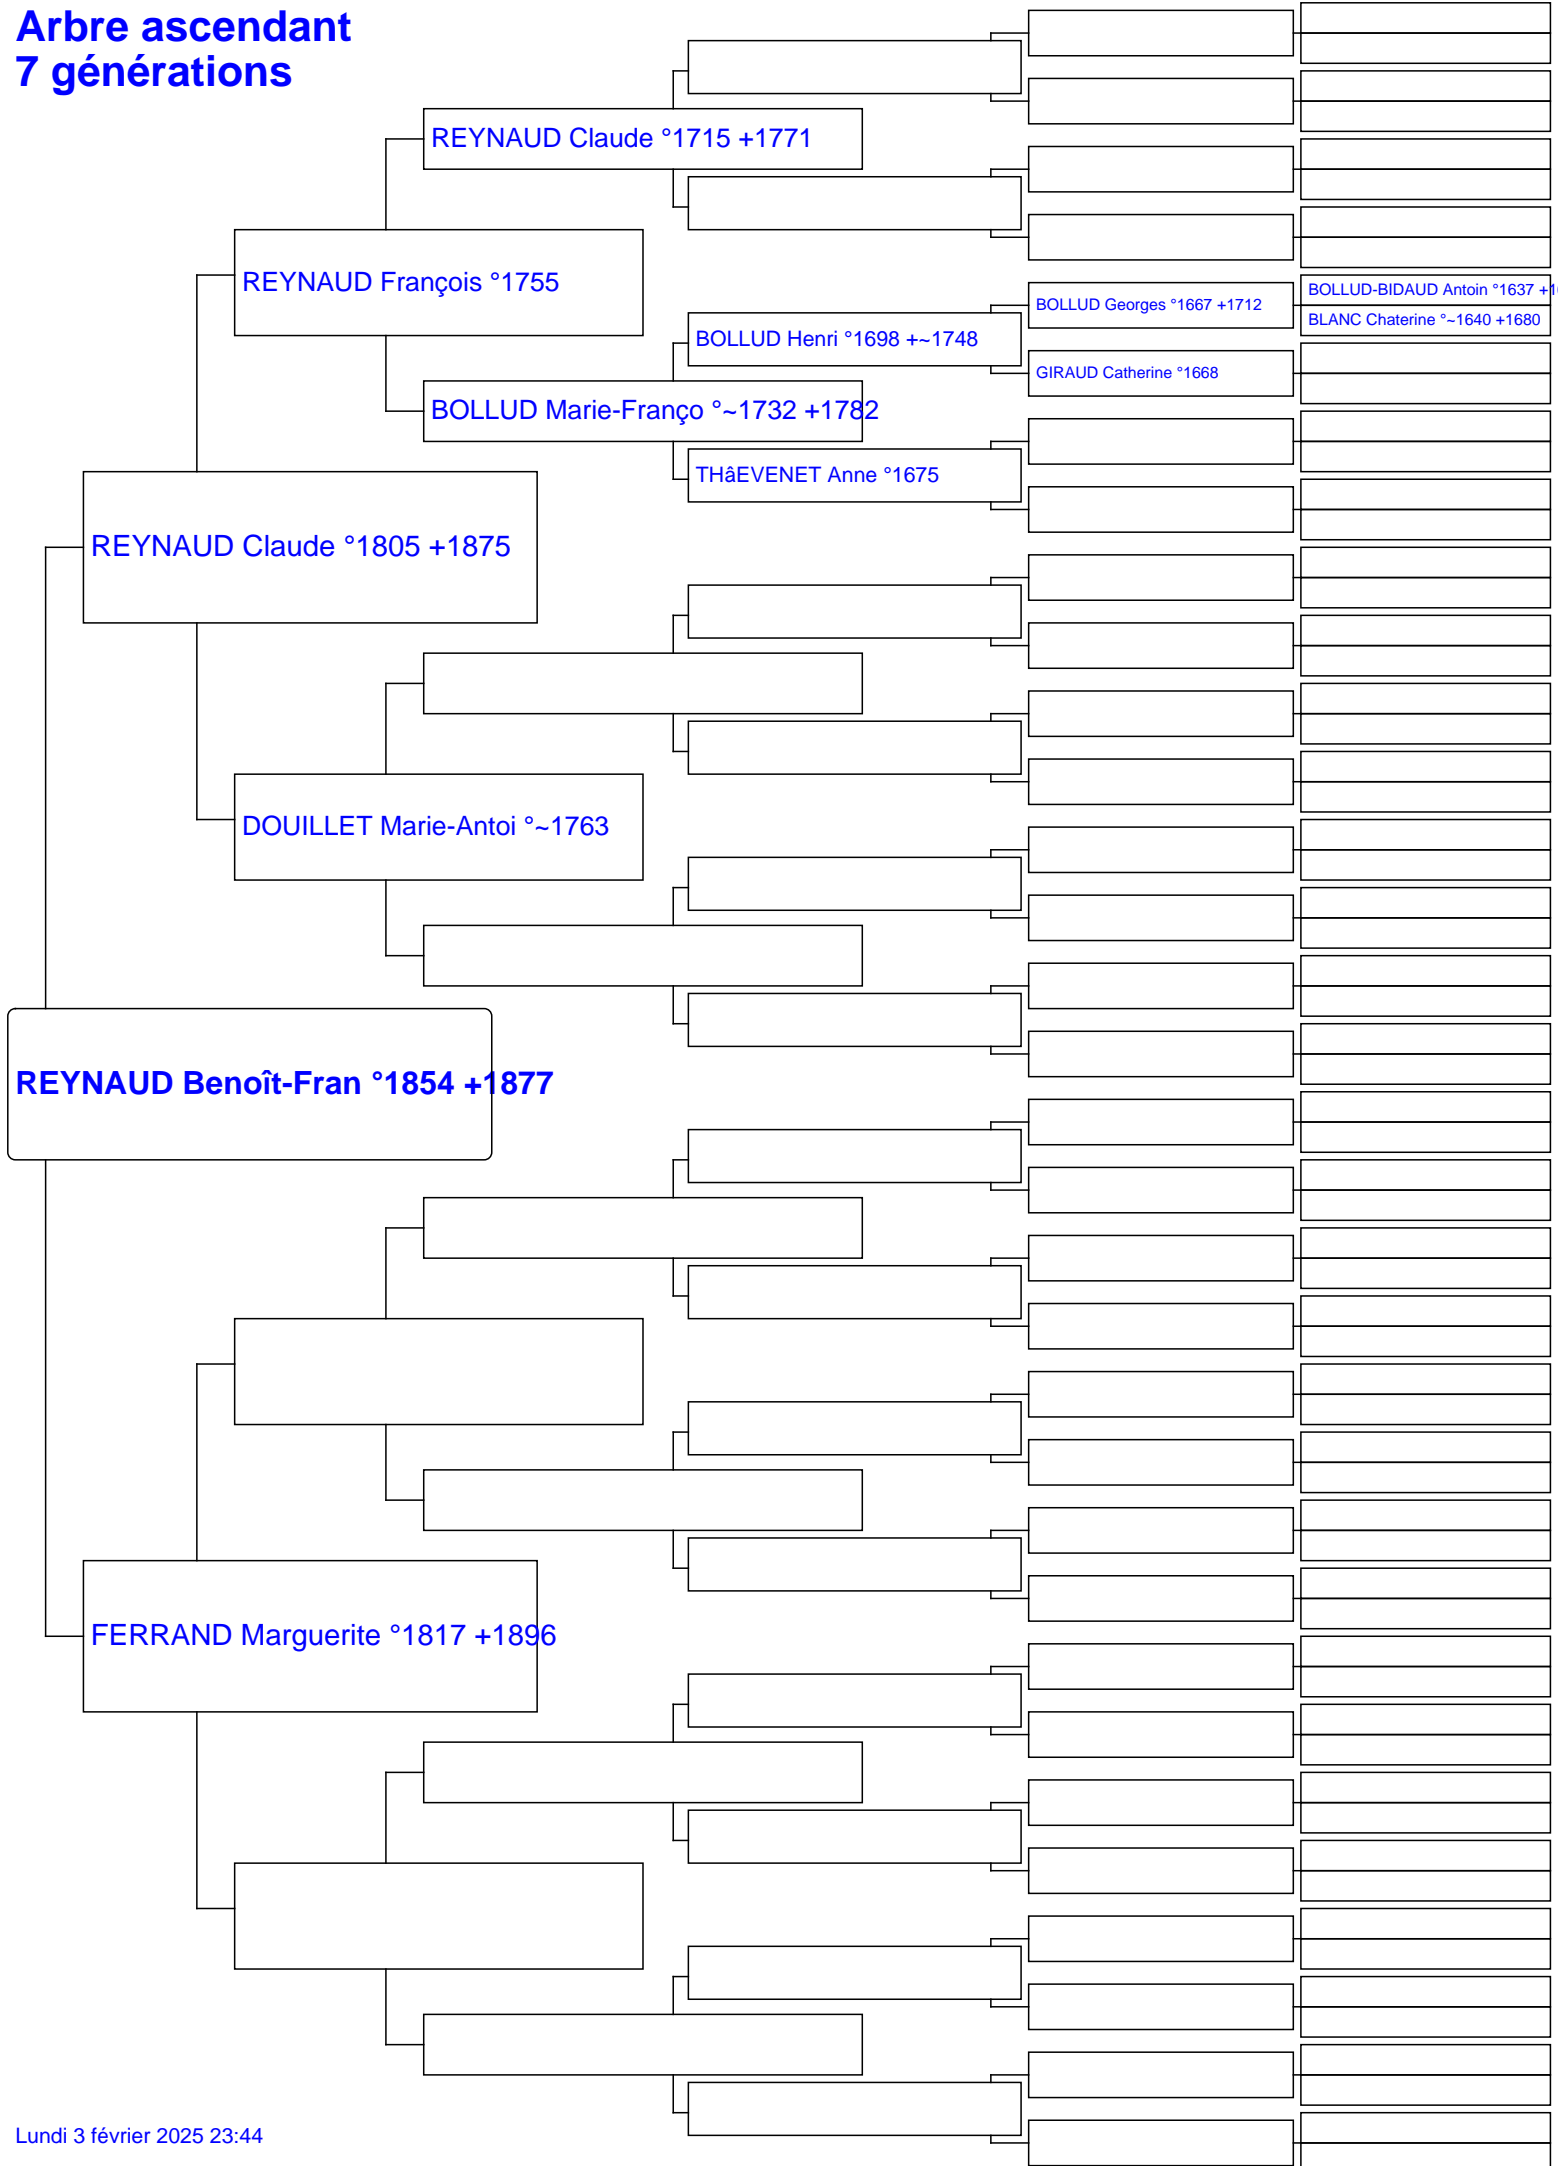 Arbre ascendant
7 générations
REYNAUD Claude °1715 +1771
REYNAUD François °1755
BOLLUD-BIDAUD Antoin °1637
BOLLUD Georges °1667 +1712
BLANC Chaterine °~1640 +1680
BOLLUD Henri °1698 +~1748
GIRAUD Catherine °1668
BOLLUD Marie-Franço °~1732 +1782
THâEVENET Anne °1675
REYNAUD Claude °1805 +1875
DOUILLET Marie-Antoi °~1763
REYNAUD Benoît-Fran °1854 +1877
FERRAND Marguerite °1817 +1896
Lundi 3 février 2025 23:44